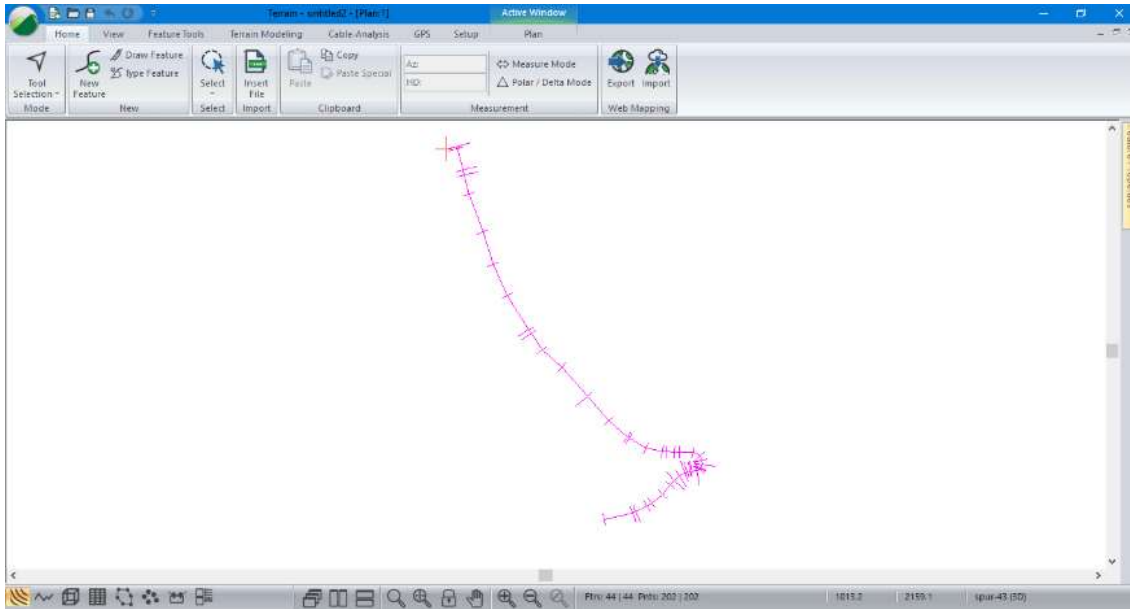 Terrain - untitled2 - [Plan:1]
Active Window
Home View Feature Tools Terrain Modeling Cable-Analysis GPS Setup Plan
Tool Selection
New Feature
Draw Feature
Type Feature
Select
Insert File
Paste
Copy
Paste Special
Az:
HD:
Measure Mode
Polar / Delta Mode
Export
Import
Mode New Select Import Clipboard Measurement Web Mapping
Ftrs: 44 | 44 Pnts: 202 | 202
1013.2
2159.1
spur-43 (5D)